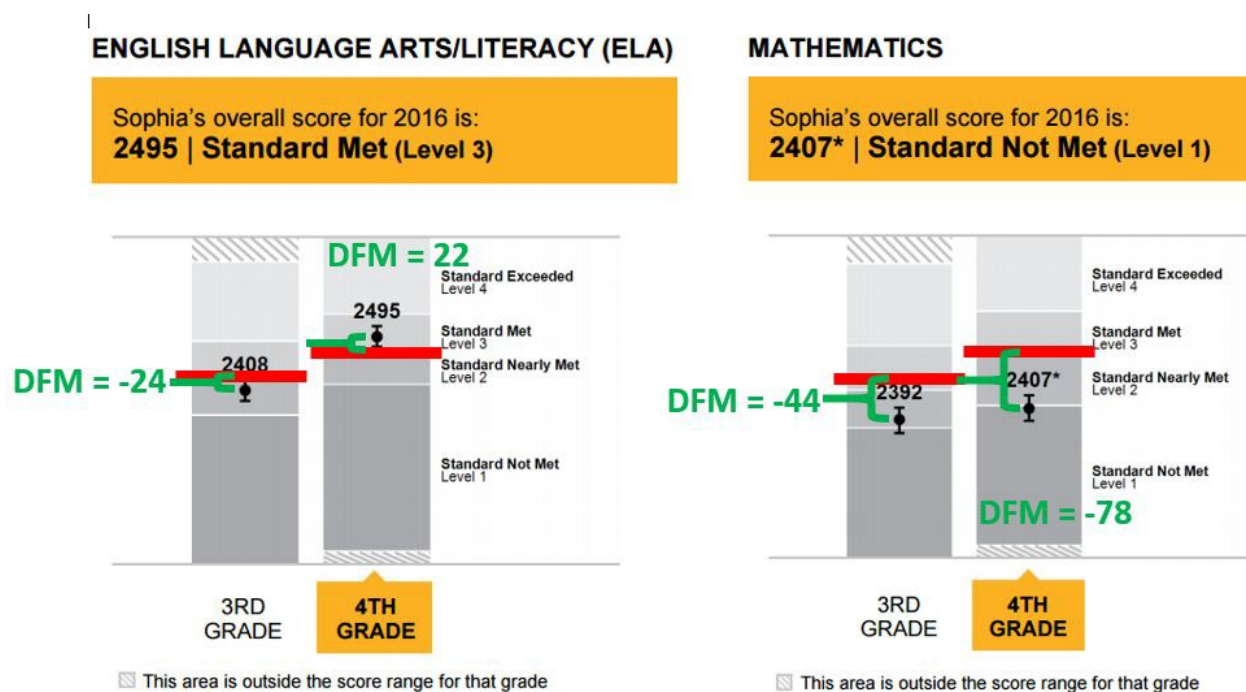 ENGLISH LANGUAGE ARTS/LITERACY (ELA)
Sophia's overall score for 2016 is:
2495 | Standard Met (Level 3)
DFM = 22
Standard Exceeded
Level 4
2495
Standard Met
Level 3
2408
Standard Nearly Met
Level 2
DFM = -24
Standard Not Met
Level 1
3RD
GRADE
4TH
GRADE
This area is outside the score range for that grade
MATHEMATICS
Sophia's overall score for 2016 is:
2407* | Standard Not Met (Level 1)
Standard Exceeded
Level 4
Standard Met
Level 3
2407*
Standard Nearly Met
Level 2
2392
DFM = -44
Standard Not Met
Level 1
DFM = -78
3RD
GRADE
4TH
GRADE
This area is outside the score range for that grade